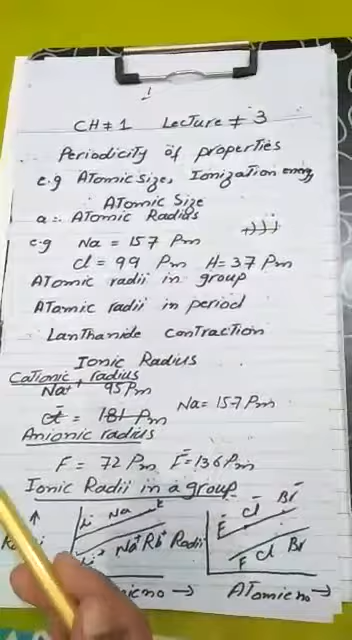 CH # 1 Lecture # 3
Periodicity of properties
e.g Atomic size, Ionization energy
Atomic Size
a:- Atomic Radius
e.g Na = 157 Pm
Cl = 99 Pm H = 37 Pm
Atomic radii in group
Atomic radii in period
Lanthanide contraction
Ionic Radius
Cationic radius
Na⁺ 95 Pm
= 181 Pm Na = 157 Pm
Anionic radius
F = 72 Pm F⁻ = 136 Pm
Ionic Radii in a group
Li Na
Li⁺ Na⁺ Rb⁺ Radii
F⁻ Cl⁻ Br⁻
F Cl Br
Atomic no →